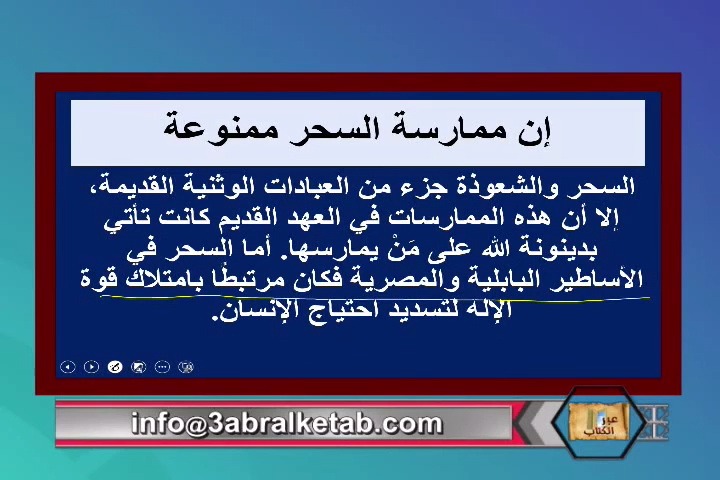 إن ممارسة السحر ممنوعة
السحر والشعوذة جزء من العبادات الوثنية القديمة،
إلا أن هذه الممارسات في العهد القديم كانت تأتي
بدينونة الله على مَنْ يمارسها. أما السحر في
الأساطير البابلية والمصرية فكان مرتبطًا بامتلاك قوة
الإله لتسديد احتياج الإنسان.
info@3abralketab.com
عبر
الكتاب